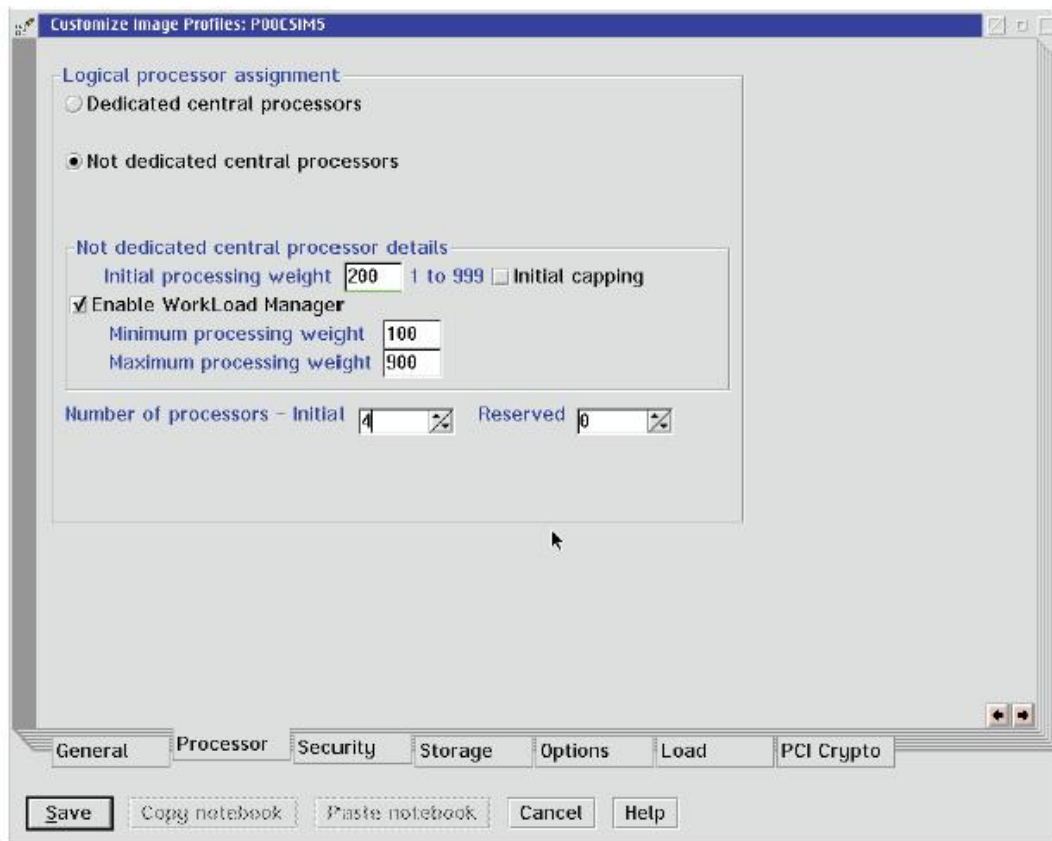 Customize Image Profiles: P00CSIM5
Logical processor assignment
Dedicated central processors
Not dedicated central processors
Not dedicated central processor details
Initial processing weight 200 1 to 999 Initial capping
Enable WorkLoad Manager
Minimum processing weight 100
Maximum processing weight 900
Number of processors - Initial 4 Reserved 0
General Processor Security Storage Options Load PCI Crypto
Save Copy notebook Paste notebook Cancel Help